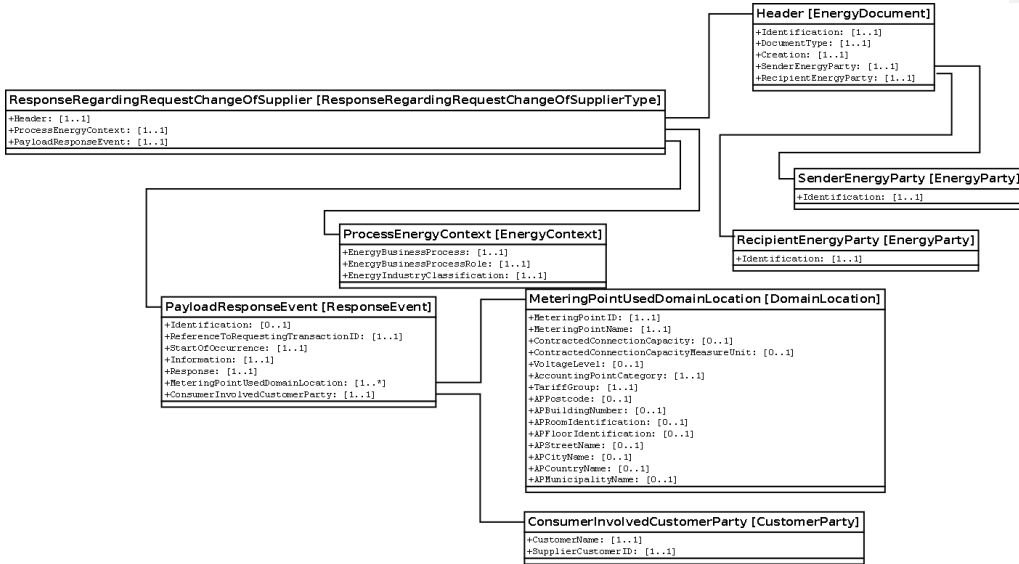 Header [EnergyDocument]
+Identification: [1..1]
+DocumentType: [1..1]
+Creation: [1..1]
+SenderEnergyParty: [1..1]
+RecipientEnergyParty: [1..1]
ResponseRegardingRequestChangeOfSupplier [ResponseRegardingRequestChangeOfSupplierType]
+Header: [1..1]
+ProcessEnergyContext: [1..1]
+PayloadResponseEvent: [1..1]
SenderEnergyParty [EnergyParty]
+Identification: [1..1]
RecipientEnergyParty [EnergyParty]
+Identification: [1..1]
ProcessEnergyContext [EnergyContext]
+EnergyBusinessProcess: [1..1]
+EnergyBusinessProcessRole: [1..1]
+EnergyIndustryClassification: [1..1]
PayloadResponseEvent [ResponseEvent]
+Identification: [0..1]
+ReferenceToRequestingTransactionID: [1..1]
+StartOfOccurrence: [1..1]
+Information: [1..1]
+Response: [1..1]
+MeteringPointUsedDomainLocation: [1..*]
+ConsumerInvolvedCustomerParty: [1..1]
MeteringPointUsedDomainLocation [DomainLocation]
+MeteringPointID: [1..1]
+MeteringPointName: [1..1]
+ContractedConnectionCapacity: [0..1]
+ContractedConnectionCapacityMeasureUnit: [0..1]
+VoltageLevel: [0..1]
+AccountingPointCategory: [1..1]
+TariffGroup: [1..1]
+APPostcode: [0..1]
+APBuildingNumber: [0..1]
+APRoomIdentification: [0..1]
+APFloorIdentification: [0..1]
+APStreetName: [0..1]
+APCityName: [0..1]
+APCountryName: [0..1]
+APMunicipalityName: [0..1]
ConsumerInvolvedCustomerParty [CustomerParty]
+CustomerName: [1..1]
+SupplierCustomerID: [1..1]